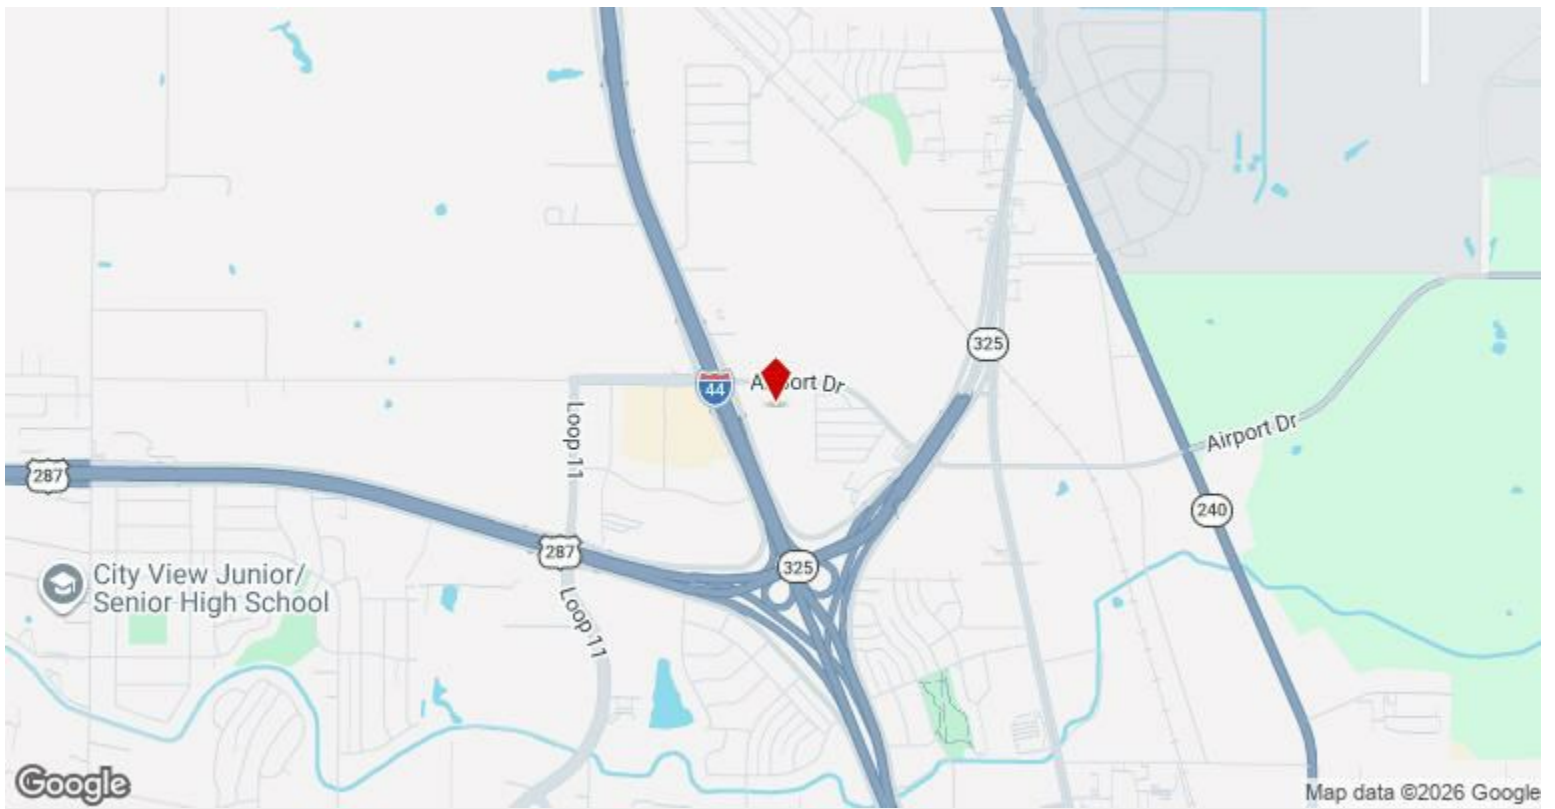 325
44
Airport Dr
Loop 11
Airport Dr
287
240
287
325
City View Junior/
Senior High School
Loop 11
Google
Map data ©2026 Google